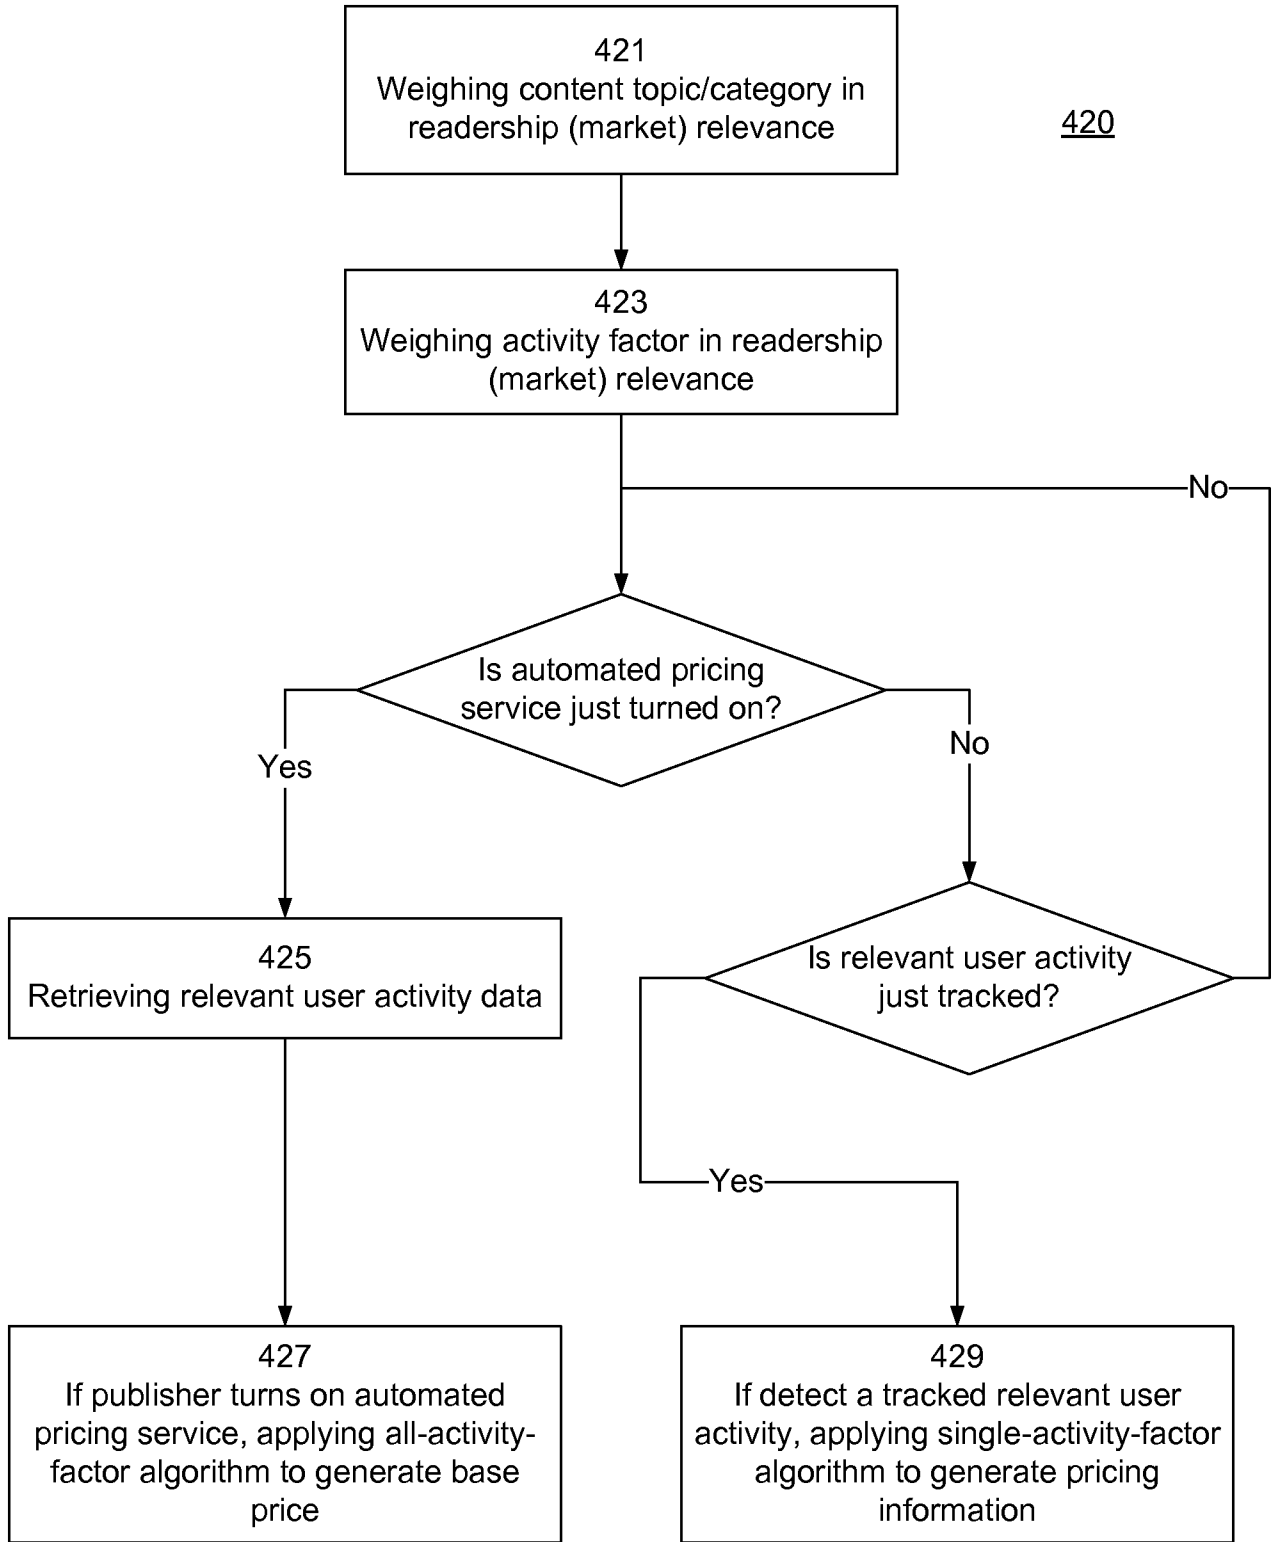 421
Weighing content topic/category in
readership (market) relevance
420
423
Weighing activity factor in readership
(market) relevance
No
Is automated pricing
service just turned on?
Yes
No
425
Retrieving relevant user activity data
Is relevant user activity
just tracked?
Yes
427
If publisher turns on automated
pricing service, applying all-activity-
factor algorithm to generate base
price
429
If detect a tracked relevant user
activity, applying single-activity-factor
algorithm to generate pricing
information